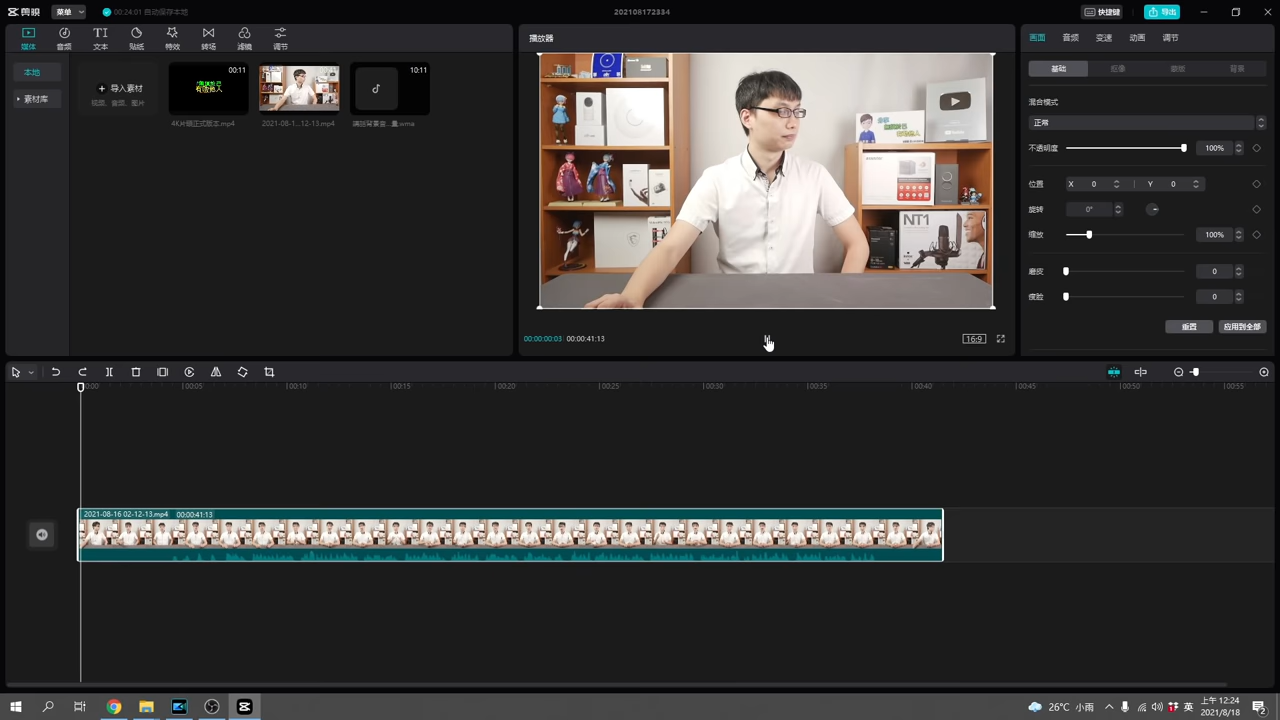 剪映
菜单
00:24:01 自动保存本地
202108172334
快捷键
导出
媒体
音频
文本
贴纸
特效
转场
滤镜
调节
本地
素材库
导入素材
视频、音频、图片
00:11
4K片頭正式版本.mp4
2021-08-1...12-13.mp4
10:11
播放器
NT1
00:00:00:03 00:00:41:13
16:9
画面 音频 变速 动画 调节
基础 抠像 蒙版 背景
混合模式
正常
不透明度 100%
位置 X 0 Y 0
旋转 0°
缩放 100%
磨皮 0
瘦脸 0
重置 应用到全部
00:00 00:05 00:10 00:15 00:20 00:25 00:30 00:35 00:40 00:45 00:50 00:55
2021-08-16 02-12-13.mp4 00:00:41:13
26°C 小雨
英
上午 12:24
2021/8/18
2